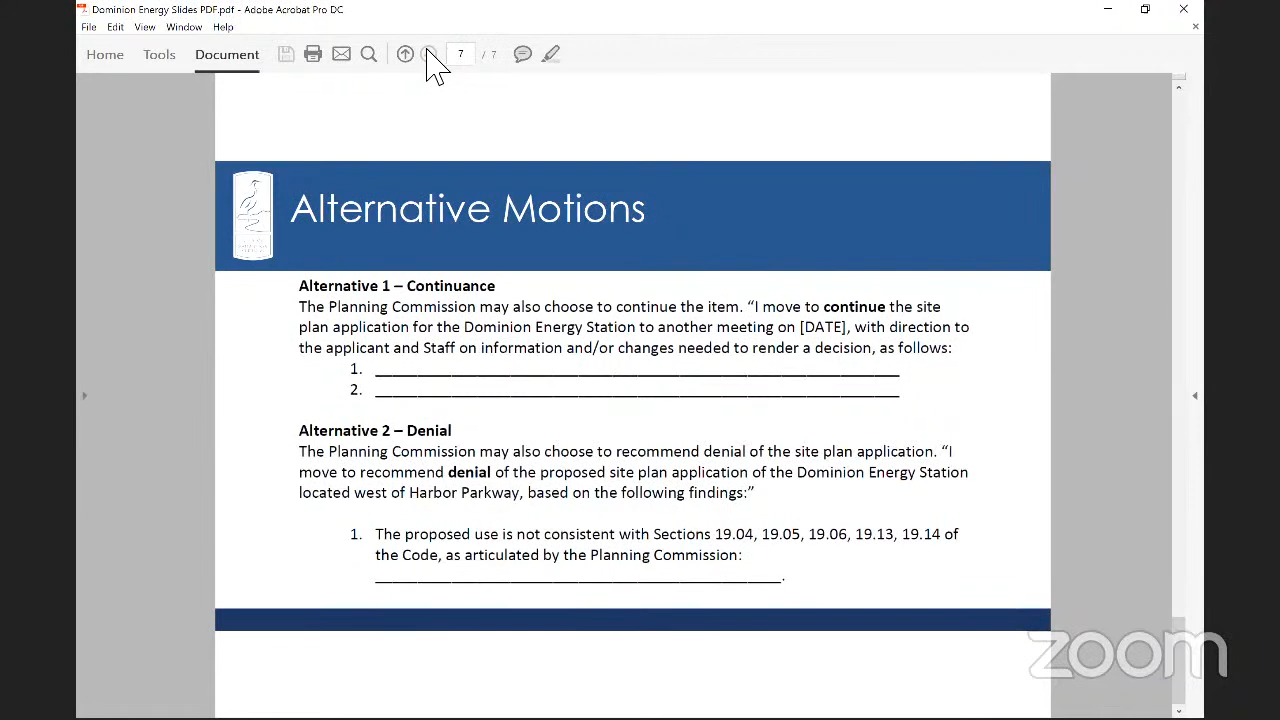 Dominion Energy Slides PDF.pdf - Adobe Acrobat Pro DC
File Edit View Window Help
Home Tools Document 7 / 7
Alternative Motions
Alternative 1 – Continuance
The Planning Commission may also choose to continue the item. “I move to continue the site
plan application for the Dominion Energy Station to another meeting on [DATE], with direction to
the applicant and Staff on information and/or changes needed to render a decision, as follows:
1. ______________________________________________
2. ______________________________________________
Alternative 2 – Denial
The Planning Commission may also choose to recommend denial of the site plan application. “I
move to recommend denial of the proposed site plan application of the Dominion Energy Station
located west of Harbor Parkway, based on the following findings:”
1. The proposed use is not consistent with Sections 19.04, 19.05, 19.06, 19.13, 19.14 of
the Code, as articulated by the Planning Commission:
____________________________________.
zoom